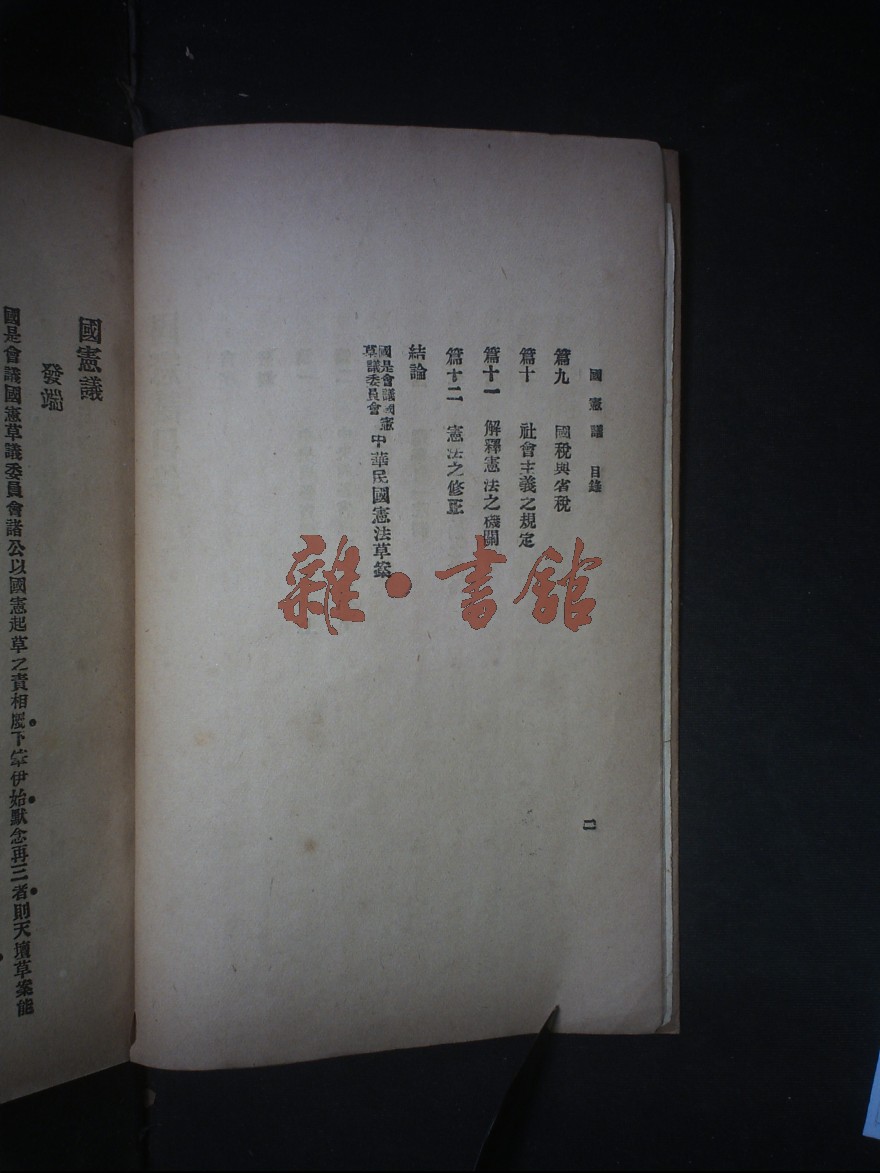 國憲議 目錄
二
篇九 國稅與省稅
篇十 社會主義之規定
篇十一 解釋憲法之機關
篇十二 憲法之修正
結論
國是會議國憲草議委員會 中華民國憲法草案
雜·書館
國憲議
發端
國是會議國憲草議委員會諸公以國憲起草之責相屬下筆伊始默念再三者則天壇草案能